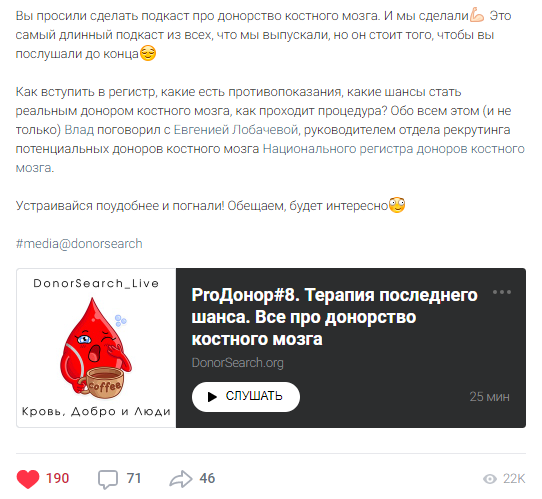 Вы просили сделать подкаст про донорство костного мозга. И мы сделали💪🏻 Это
самый длинный подкаст из всех, что мы выпускали, но он стоит того, чтобы вы
послушали до конца😌
Как вступить в регистр, какие есть противопоказания, какие шансы стать
реальным донором костного мозга, как проходит процедура? Обо всем этом (и не
только) Влад поговорил с Евгенией Лобачевой, руководителем отдела рекрутинга
потенциальных доноров костного мозга Национального регистра доноров костного
мозга.
Устраивайся поудобнее и погнали! Обещаем, будет интересно😇
#media@donorsearch
DonorSearch_Live
coffee
Кровь, Добро и Люди
ProДонор#8. Терапия последнего
шанса. Все про донорство
костного мозга
DonorSearch.org
СЛУШАТЬ
25 мин
190
71
46
22K